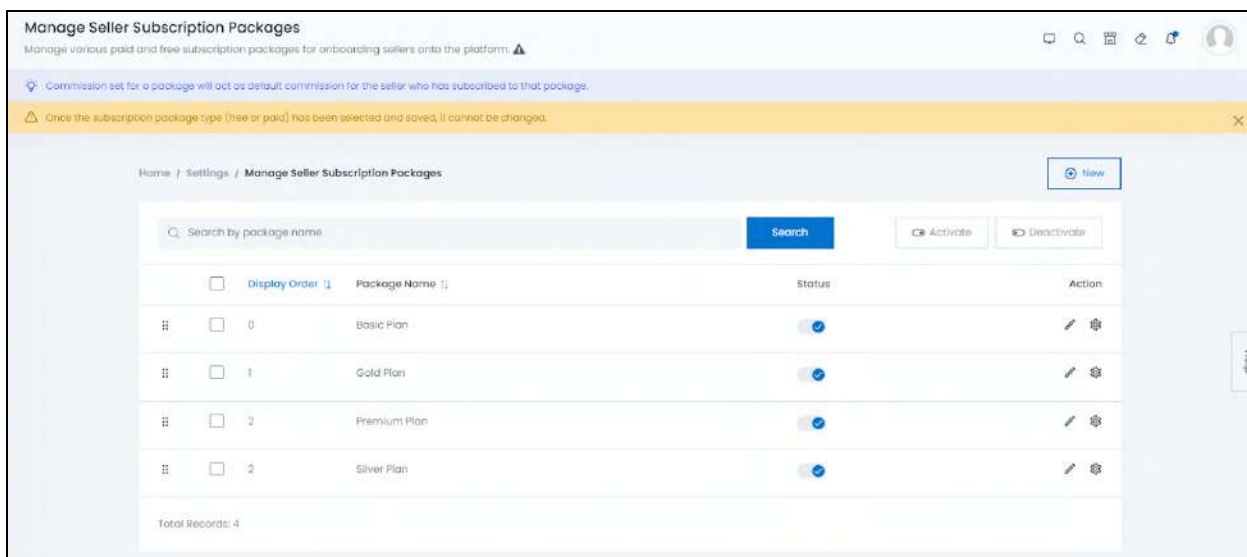 Manage Seller Subscription Packages
Manage various paid and free subscription packages for onboarding sellers onto the platform.
Commission set for a package will act as default commission for the seller who has subscribed to that package.
Once the subscription package type (free or paid) has been selected and saved, it cannot be changed.
Home / Settings / Manage Seller Subscription Packages
New
Search by package name
Search
Activate
Deactivate
Display Order Package Name Status Action
0 Basic Plan
1 Gold Plan
2 Premium Plan
2 Silver Plan
Total Records: 4